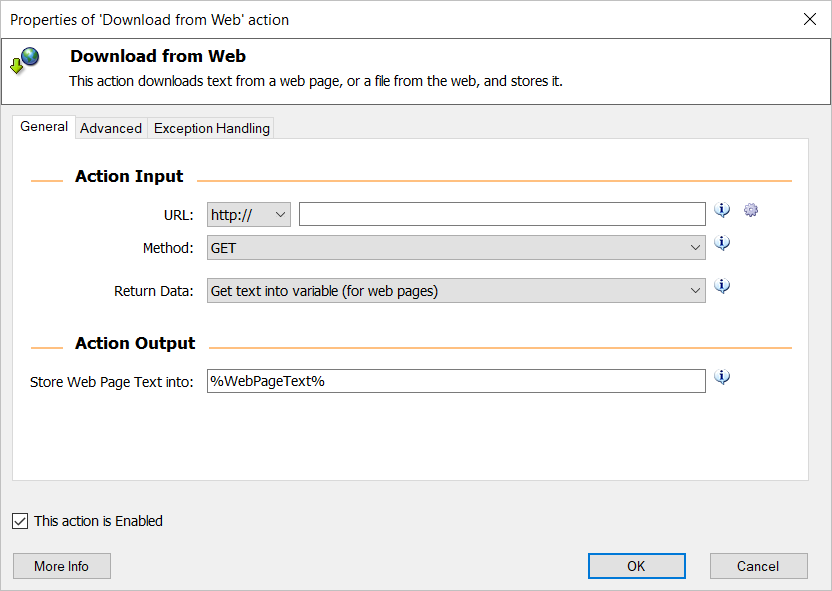 Properties of 'Download from Web' action
Download from Web
This action downloads text from a web page, or a file from the web, and stores it.
General Advanced Exception Handling
Action Input
URL: http://
Method: GET
Return Data: Get text into variable (for web pages)
Action Output
Store Web Page Text into: %WebPageText%
This action is Enabled
More Info OK Cancel